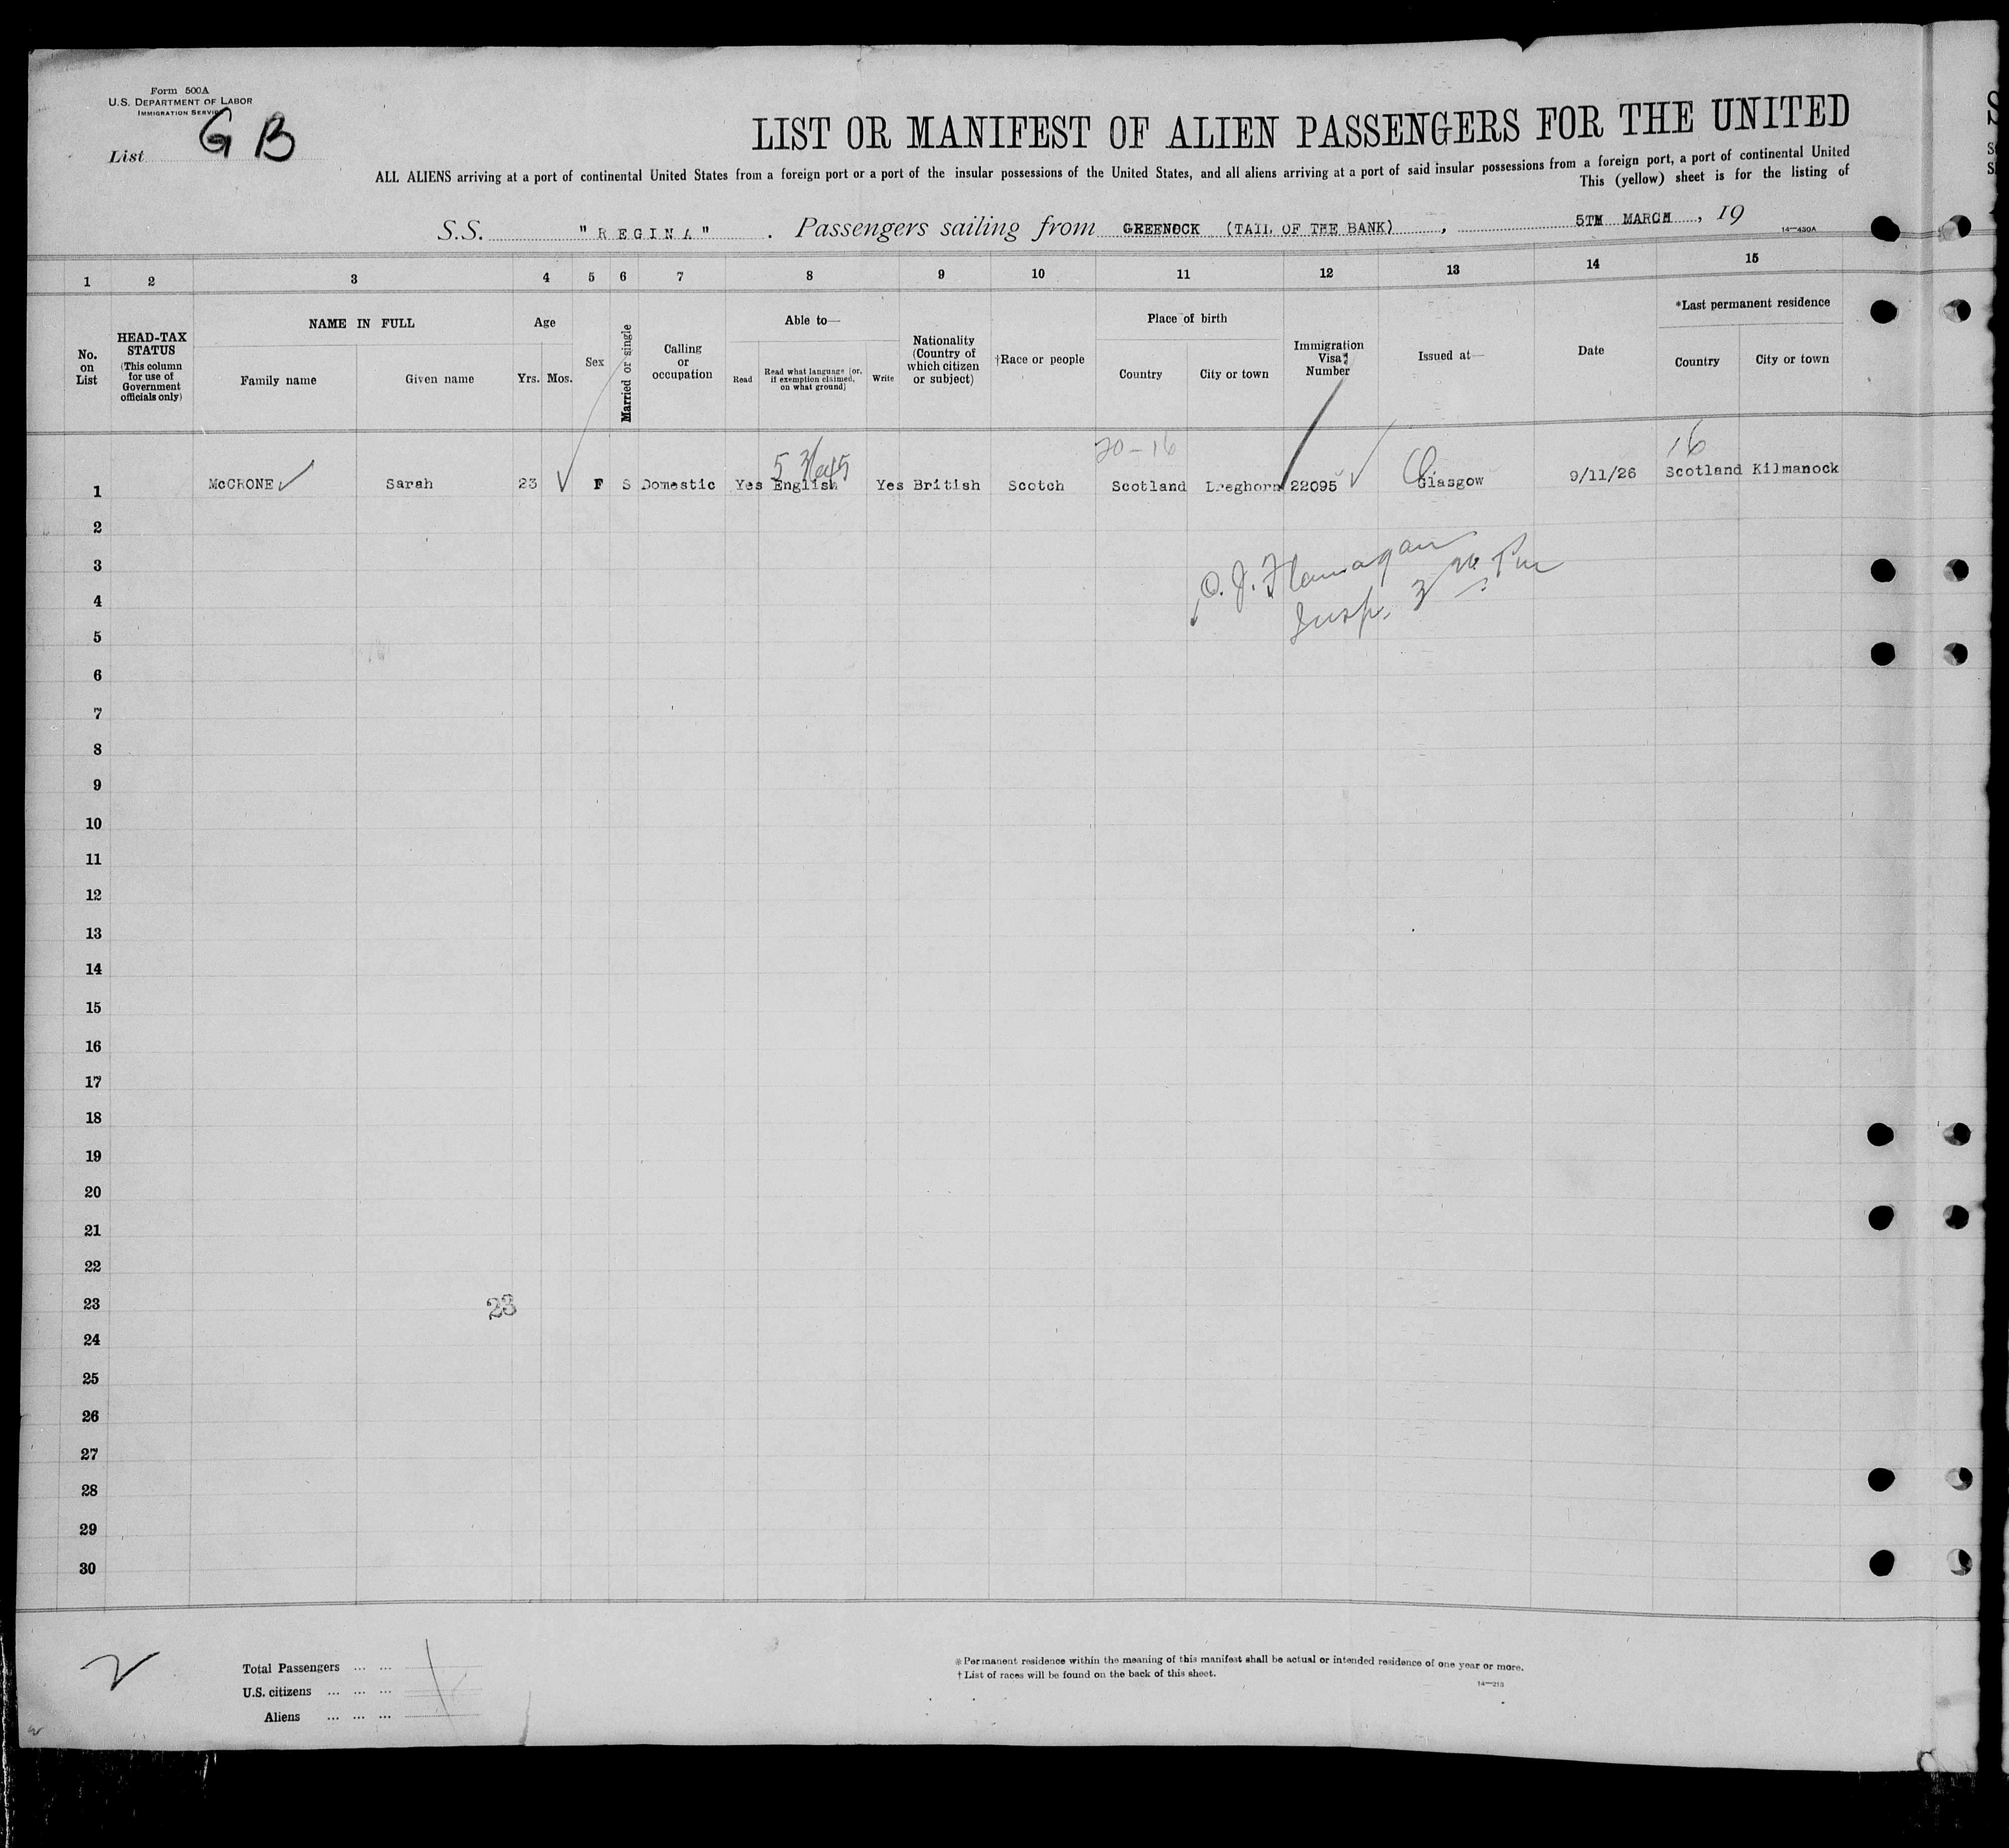 Form 500A
U.S. DEPARTMENT OF LABOR
IMMIGRATION SERVICE
List G B
LIST OR MANIFEST OF ALIEN PASSENGERS FOR THE UNITED
ALL ALIENS arriving at a port of continental United States from a foreign port or a port of the insular possessions of the United States, and all aliens arriving at a port of said insular possessions from a foreign port, a port of continental United
This (yellow) sheet is for the listing of
S.S. "REGINA". Passengers sailing from GREENOCK (TAIL OF THE BANK), 5TH MARCH, 19
14—430A
1 2 3 4 5 6 7 8 9 10 11 12 13 14 15
No. on List
HEAD-TAX STATUS
(This column for use of Government officials only)
NAME IN FULL
Family name
Given name
Age
Yrs. Mos.
Sex
Married or single
Calling or occupation
Able to—
Read
Read what language (or, if exemption claimed, on what ground)
Write
Nationality (Country of which citizen or subject)
†Race or people
Place of birth
Country
City or town
Immigration Visa Number
Issued at—
Date
*Last permanent residence
Country
City or town
20-16
16
1 McCRONE ✓ Sarah 23 ✓ F S Domestic Yes English Yes British Scotch Scotland Dreghorn 22095 ✓ Glasgow 9/11/26 Scotland Kilmanock
O. J. Flanagan
Insp.
2
3
4
5
6
7
8
9
10
11
12
13
14
15
16
17
18
19
20
21
22
23
23
24
25
26
27
28
29
30
Total Passengers ... ...
U.S. citizens ... ... ...
Aliens ... ... ...
* Permanent residence within the meaning of this manifest shall be actual or intended residence of one year or more.
† List of races will be found on the back of this sheet.
14—213